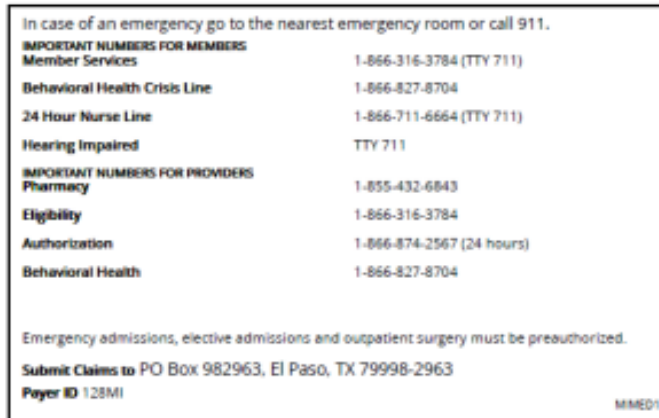 In case of an emergency go to the nearest emergency room or call 911.
IMPORTANT NUMBERS FOR MEMBERS
Member Services 1-866-316-3784 (TTY 711)
Behavioral Health Crisis Line 1-866-827-8704
24 Hour Nurse Line 1-866-711-6664 (TTY 711)
Hearing Impaired TTY 711
IMPORTANT NUMBERS FOR PROVIDERS
Pharmacy 1-855-432-6843
Eligibility 1-866-316-3784
Authorization 1-866-874-2567 (24 hours)
Behavioral Health 1-866-827-8704
Emergency admissions, elective admissions and outpatient surgery must be preauthorized.
Submit Claims to PO Box 982963, El Paso, TX 79998-2963
Payer ID 128MI
MIMED1